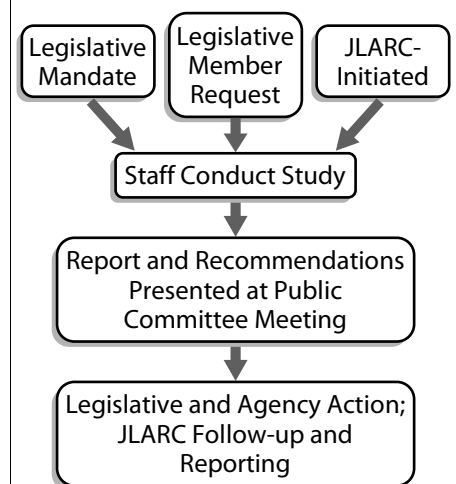 Legislative
Mandate
Legislative
Member
Request
JLARC-
Initiated
Staff Conduct Study
Report and Recommendations
Presented at Public
Committee Meeting
Legislative and Agency Action;
JLARC Follow-up and
Reporting